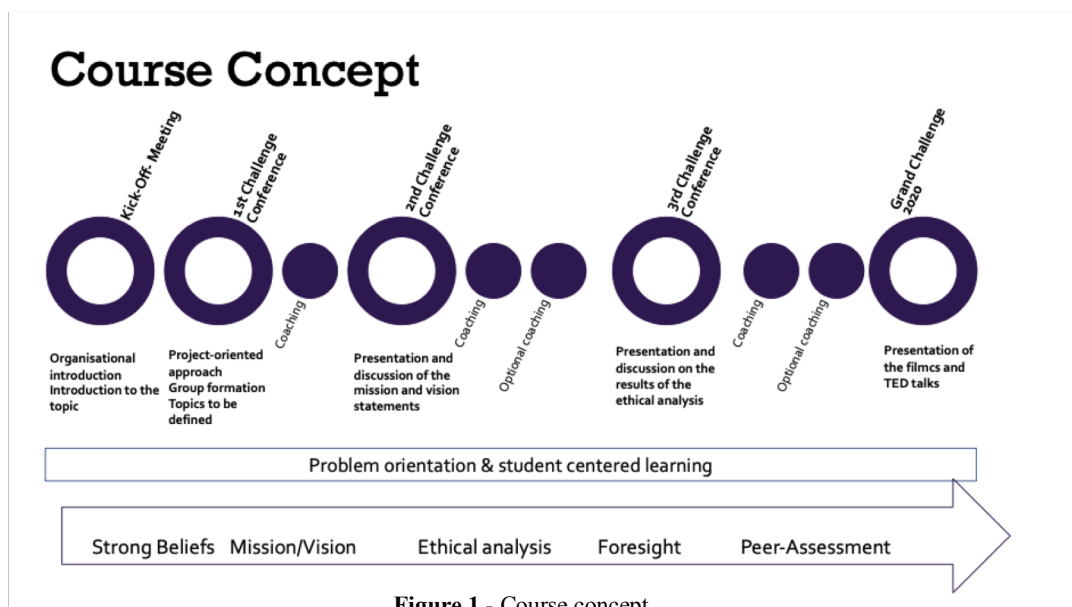 Course Concept
Kick-Off- Meeting
1st Challenge
Conference
2nd Challenge
Conference
3rd Challenge
Conference
Grand Challenge
2020
Coaching
Coaching
Optional coaching
Coaching
Optional coaching
Organisational
introduction
Introduction to the
topic
Project-oriented
approach
Group formation
Topics to be
defined
Presentation and
discussion of the
mission and vision
statements
Presentation and
discussion on the
results of the
ethical analysis
Presentation of
the filmcs and
TED talks
Problem orientation & student centered learning
Strong Beliefs Mission/Vision Ethical analysis Foresight Peer-Assessment
Figure 1 - Course concept